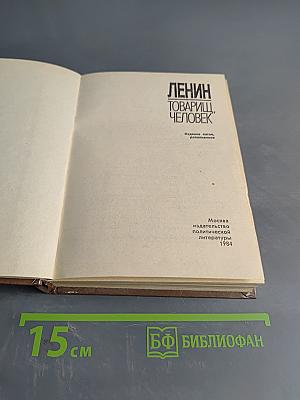 ЛЕНИН
ТОВАРИЩ,
ЧЕЛОВЕК
Издание пятое,
дополненное
Москва
издательство
политической
литературы
1984
15 см
БФ БИБЛИОФАН